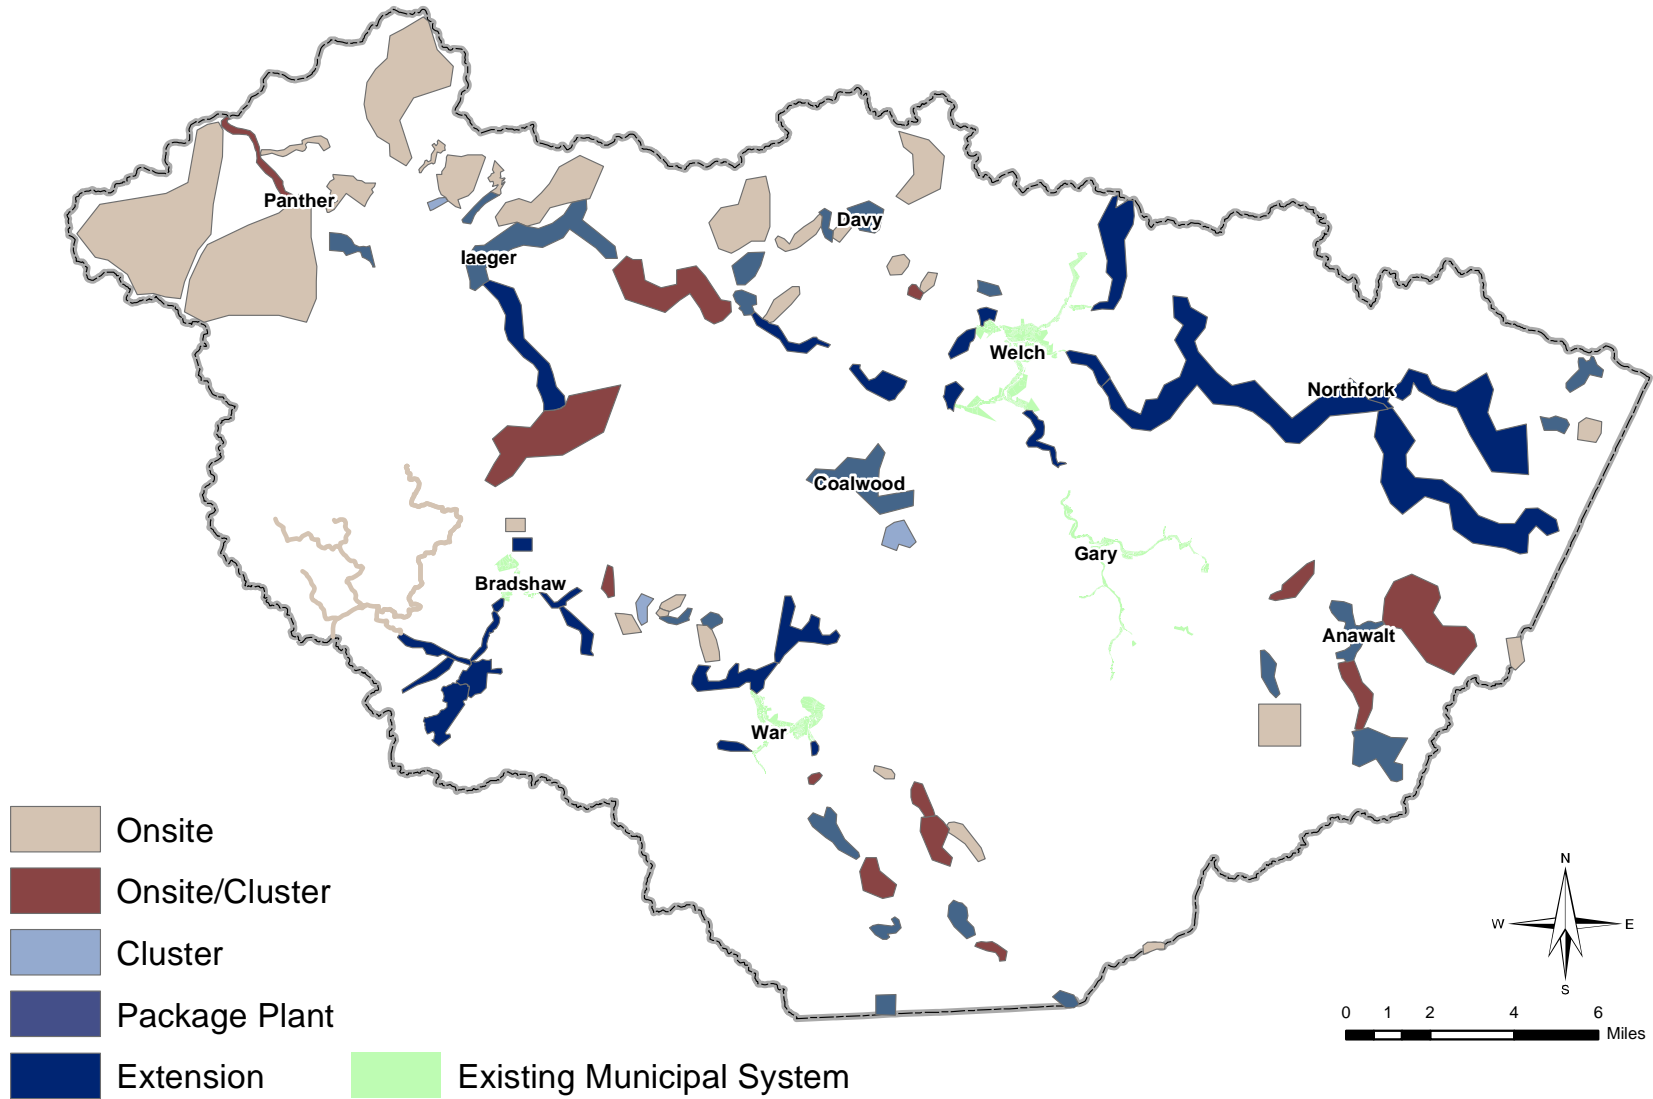 Panther
Davy
Iaeger
Welch
Northfork
Coalwood
Gary
Bradshaw
Anawalt
War
Onsite
Onsite/Cluster
Cluster
Package Plant
Extension
Existing Municipal System
N
W E
S
0 1 2 4 6
Miles